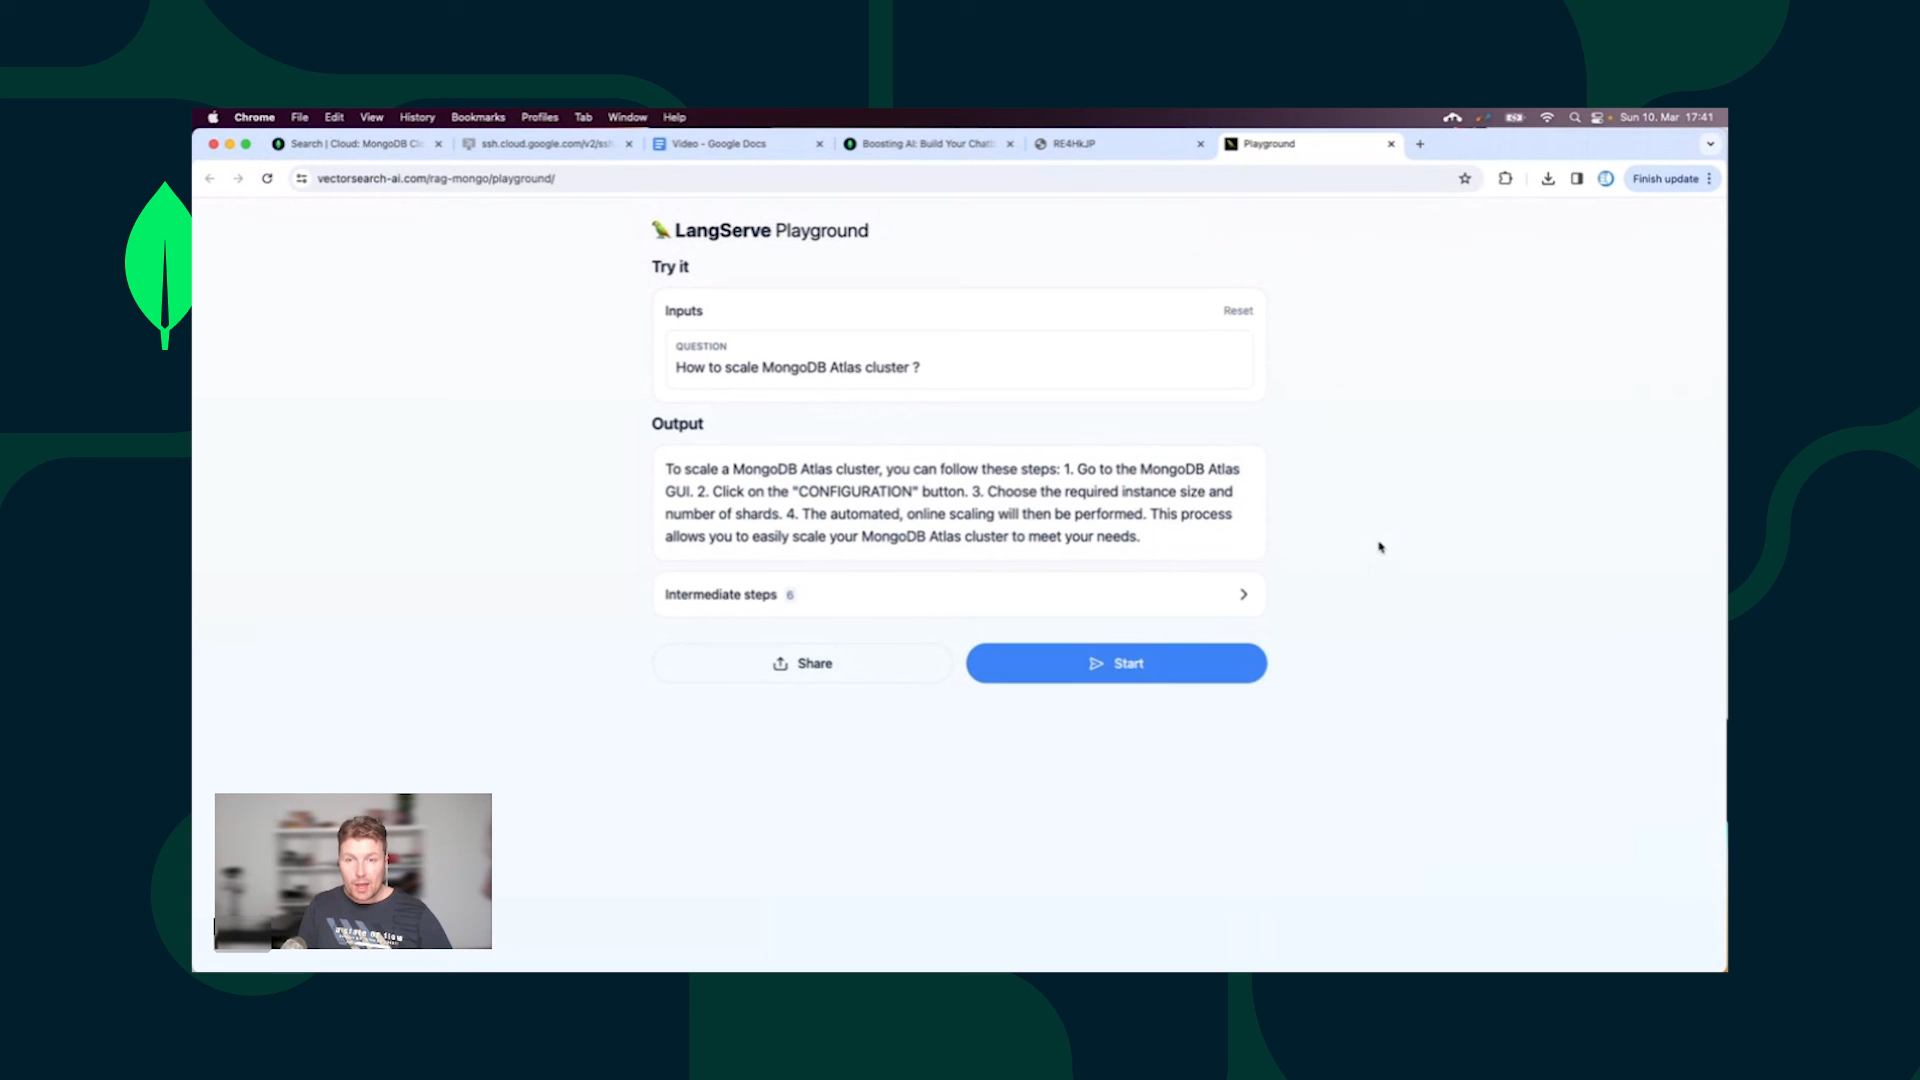 Chrome File Edit View History Bookmarks Profiles Tab Window Help Sun 10. Mar 17:41
Search | Cloud: MongoDB Clo ssh.cloud.google.com/v2/ssh Video - Google Docs Boosting AI: Build Your Chatb RE4HkJP Playground
vectorsearch-ai.com/rag-mongo/playground/ Finish update
LangServe Playground
Try it
Inputs Reset
QUESTION
How to scale MongoDB Atlas cluster ?
Output
To scale a MongoDB Atlas cluster, you can follow these steps: 1. Go to the MongoDB Atlas
GUI. 2. Click on the "CONFIGURATION" button. 3. Choose the required instance size and
number of shards. 4. The automated, online scaling will then be performed. This process
allows you to easily scale your MongoDB Atlas cluster to meet your needs.
Intermediate steps 6
Share Start